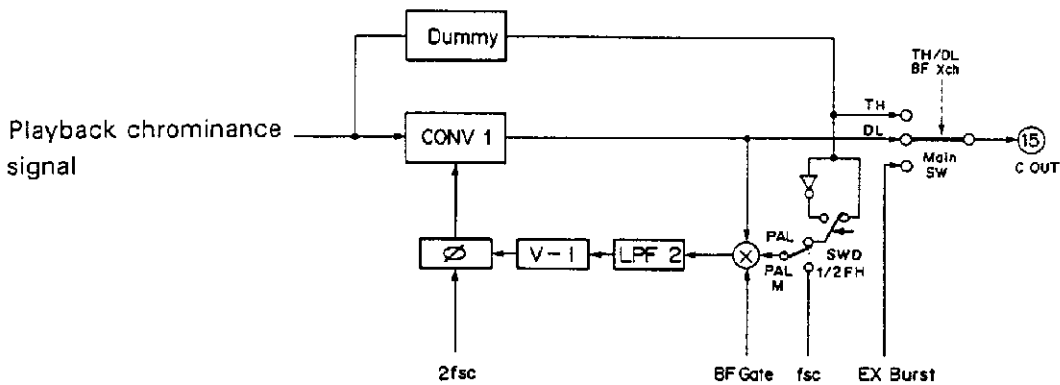 Dummy
TH/DL
BF Xch
TH
Playback chrominance
signal
CONV 1
DL
15
Main
SW
C OUT
PAL
Ø
V-1
LPF 2
X
SWD
PAL
M
1/2FH
2fsc
BF Gate
fsc
EX Burst